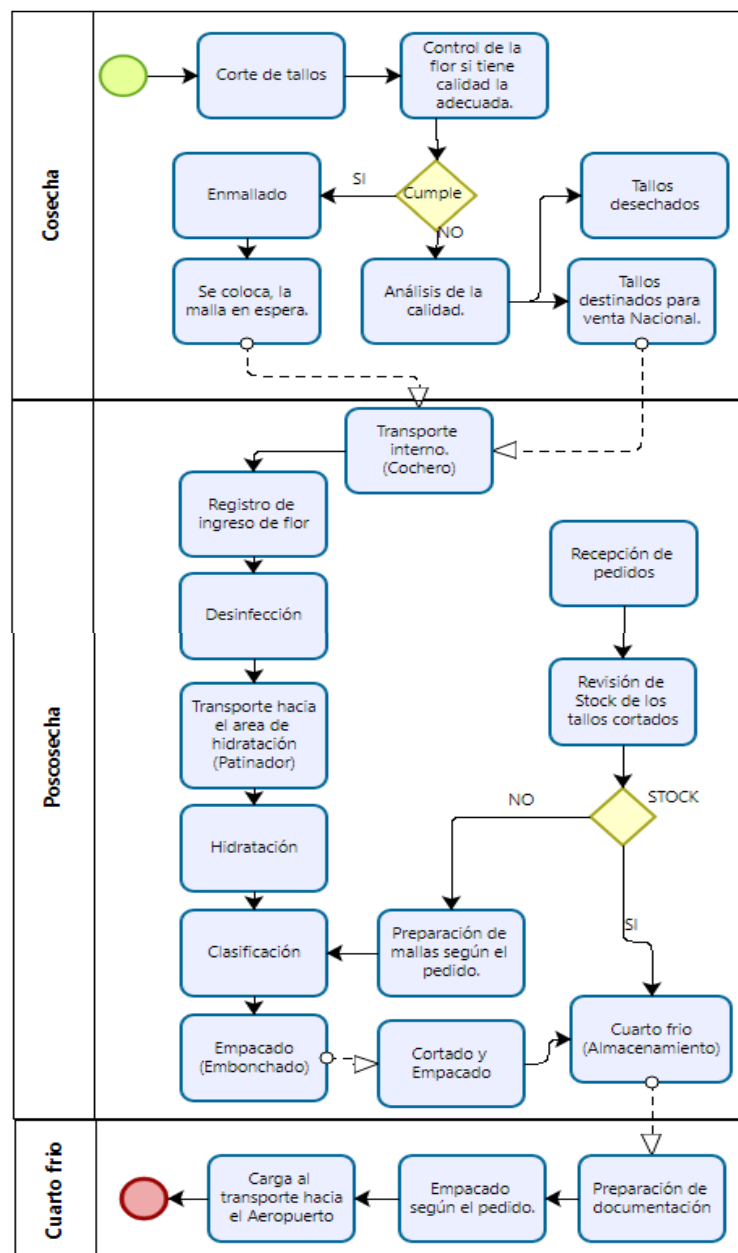 Cosecha
Corte de tallos
Control de la
flor si tiene
calidad la
adecuada.
Enmallado
SI
Cumple
NO
Tallos
desechados
Se coloca, la
malla en espera.
Análisis de la
calidad.
Tallos
destinados para
venta Nacional.
Poscosecha
Transporte
interno.
(Cochero)
Registro de
ingreso de flor
Recepción de
pedidos
Desinfección
Revisión de
Stock de los
tallos cortados
Transporte hacia
el area de
hidratación
(Patinador)
NO
STOCK
Hidratación
SI
Clasificación
Preparación de
mallas según el
pedido.
Empacado
(Embonchado)
Cortado y
Empacado
Cuarto frio
(Almacenamiento)
Cuarto frio
Carga al
transporte hacia
el Aeropuerto
Empacado
según el pedido.
Preparación de
documentación